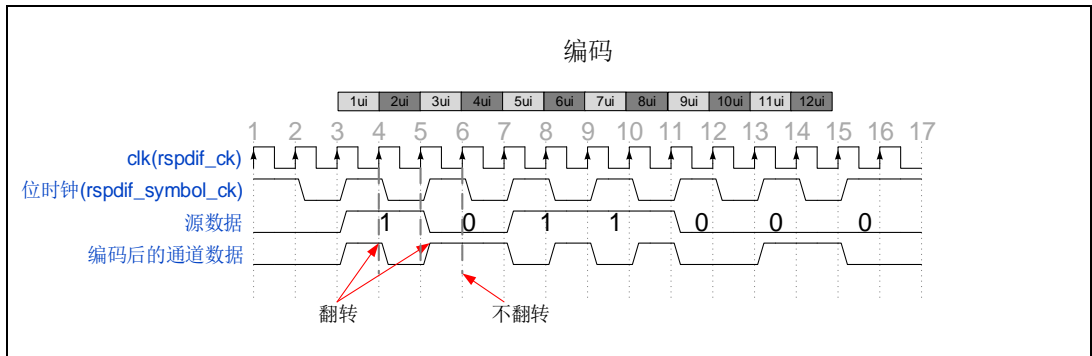 编码
1ui 2ui 3ui 4ui 5ui 6ui 7ui 8ui 9ui 10ui 11ui 12ui
1 2 3 4 5 6 7 8 9 10 11 12 13 14 15 16 17
clk(rspdif_ck)
位时钟(rspdif_symbol_ck)
源数据 1 0 1 1 0 0 0
编码后的通道数据
翻转 不翻转